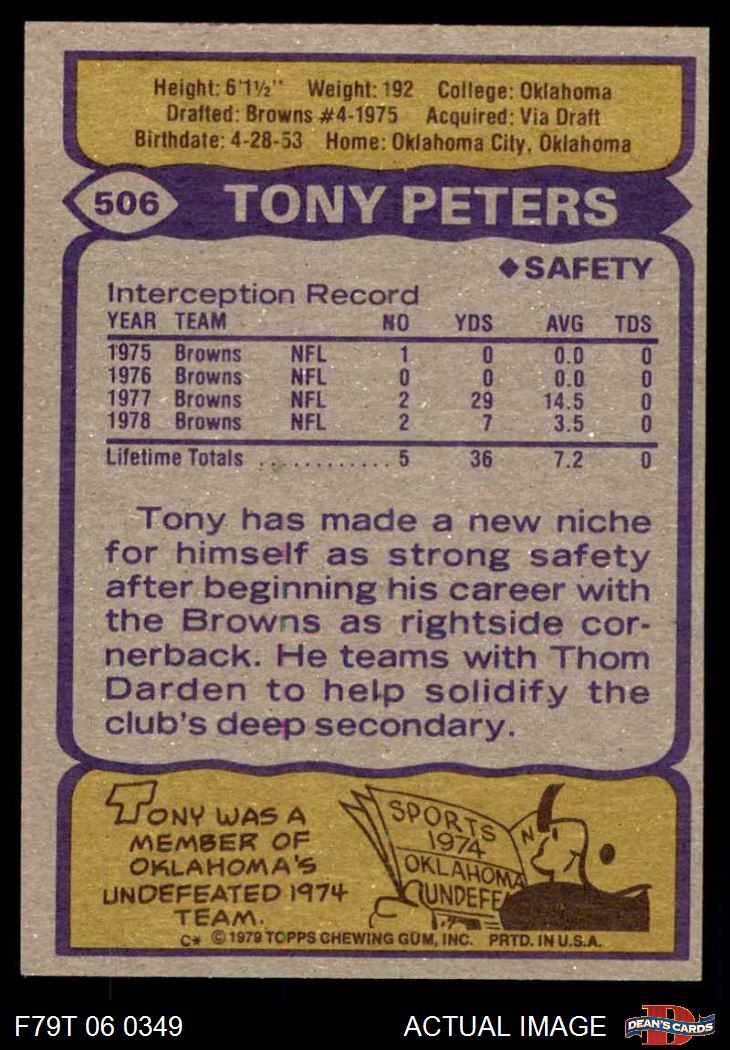 Height: 6'1½" Weight: 192 College: Oklahoma
Drafted: Browns #4-1975 Acquired: Via Draft
Birthdate: 4-28-53 Home: Oklahoma City, Oklahoma
506 TONY PETERS
◆SAFETY
Interception Record
YEAR TEAM NO YDS AVG TDS
1975 Browns NFL 1 0 0.0 0
1976 Browns NFL 0 0 0.0 0
1977 Browns NFL 2 29 14.5 0
1978 Browns NFL 2 7 3.5 0
Lifetime Totals ............ 5 36 7.2 0
Tony has made a new niche
for himself as strong safety
after beginning his career with
the Browns as rightside cor-
nerback. He teams with Thom
Darden to help solidify the
club's deep secondary.
TONY WAS A
MEMBER OF
OKLAHOMA'S
UNDEFEATED 1974
TEAM.
SPORTS N
1974
OKLAHOMA
UNDEFE
C* © 1979 TOPPS CHEWING GUM, INC. PRTD. IN U.S.A.
F79T 06 0349 ACTUAL IMAGE D DEAN'S CARDS